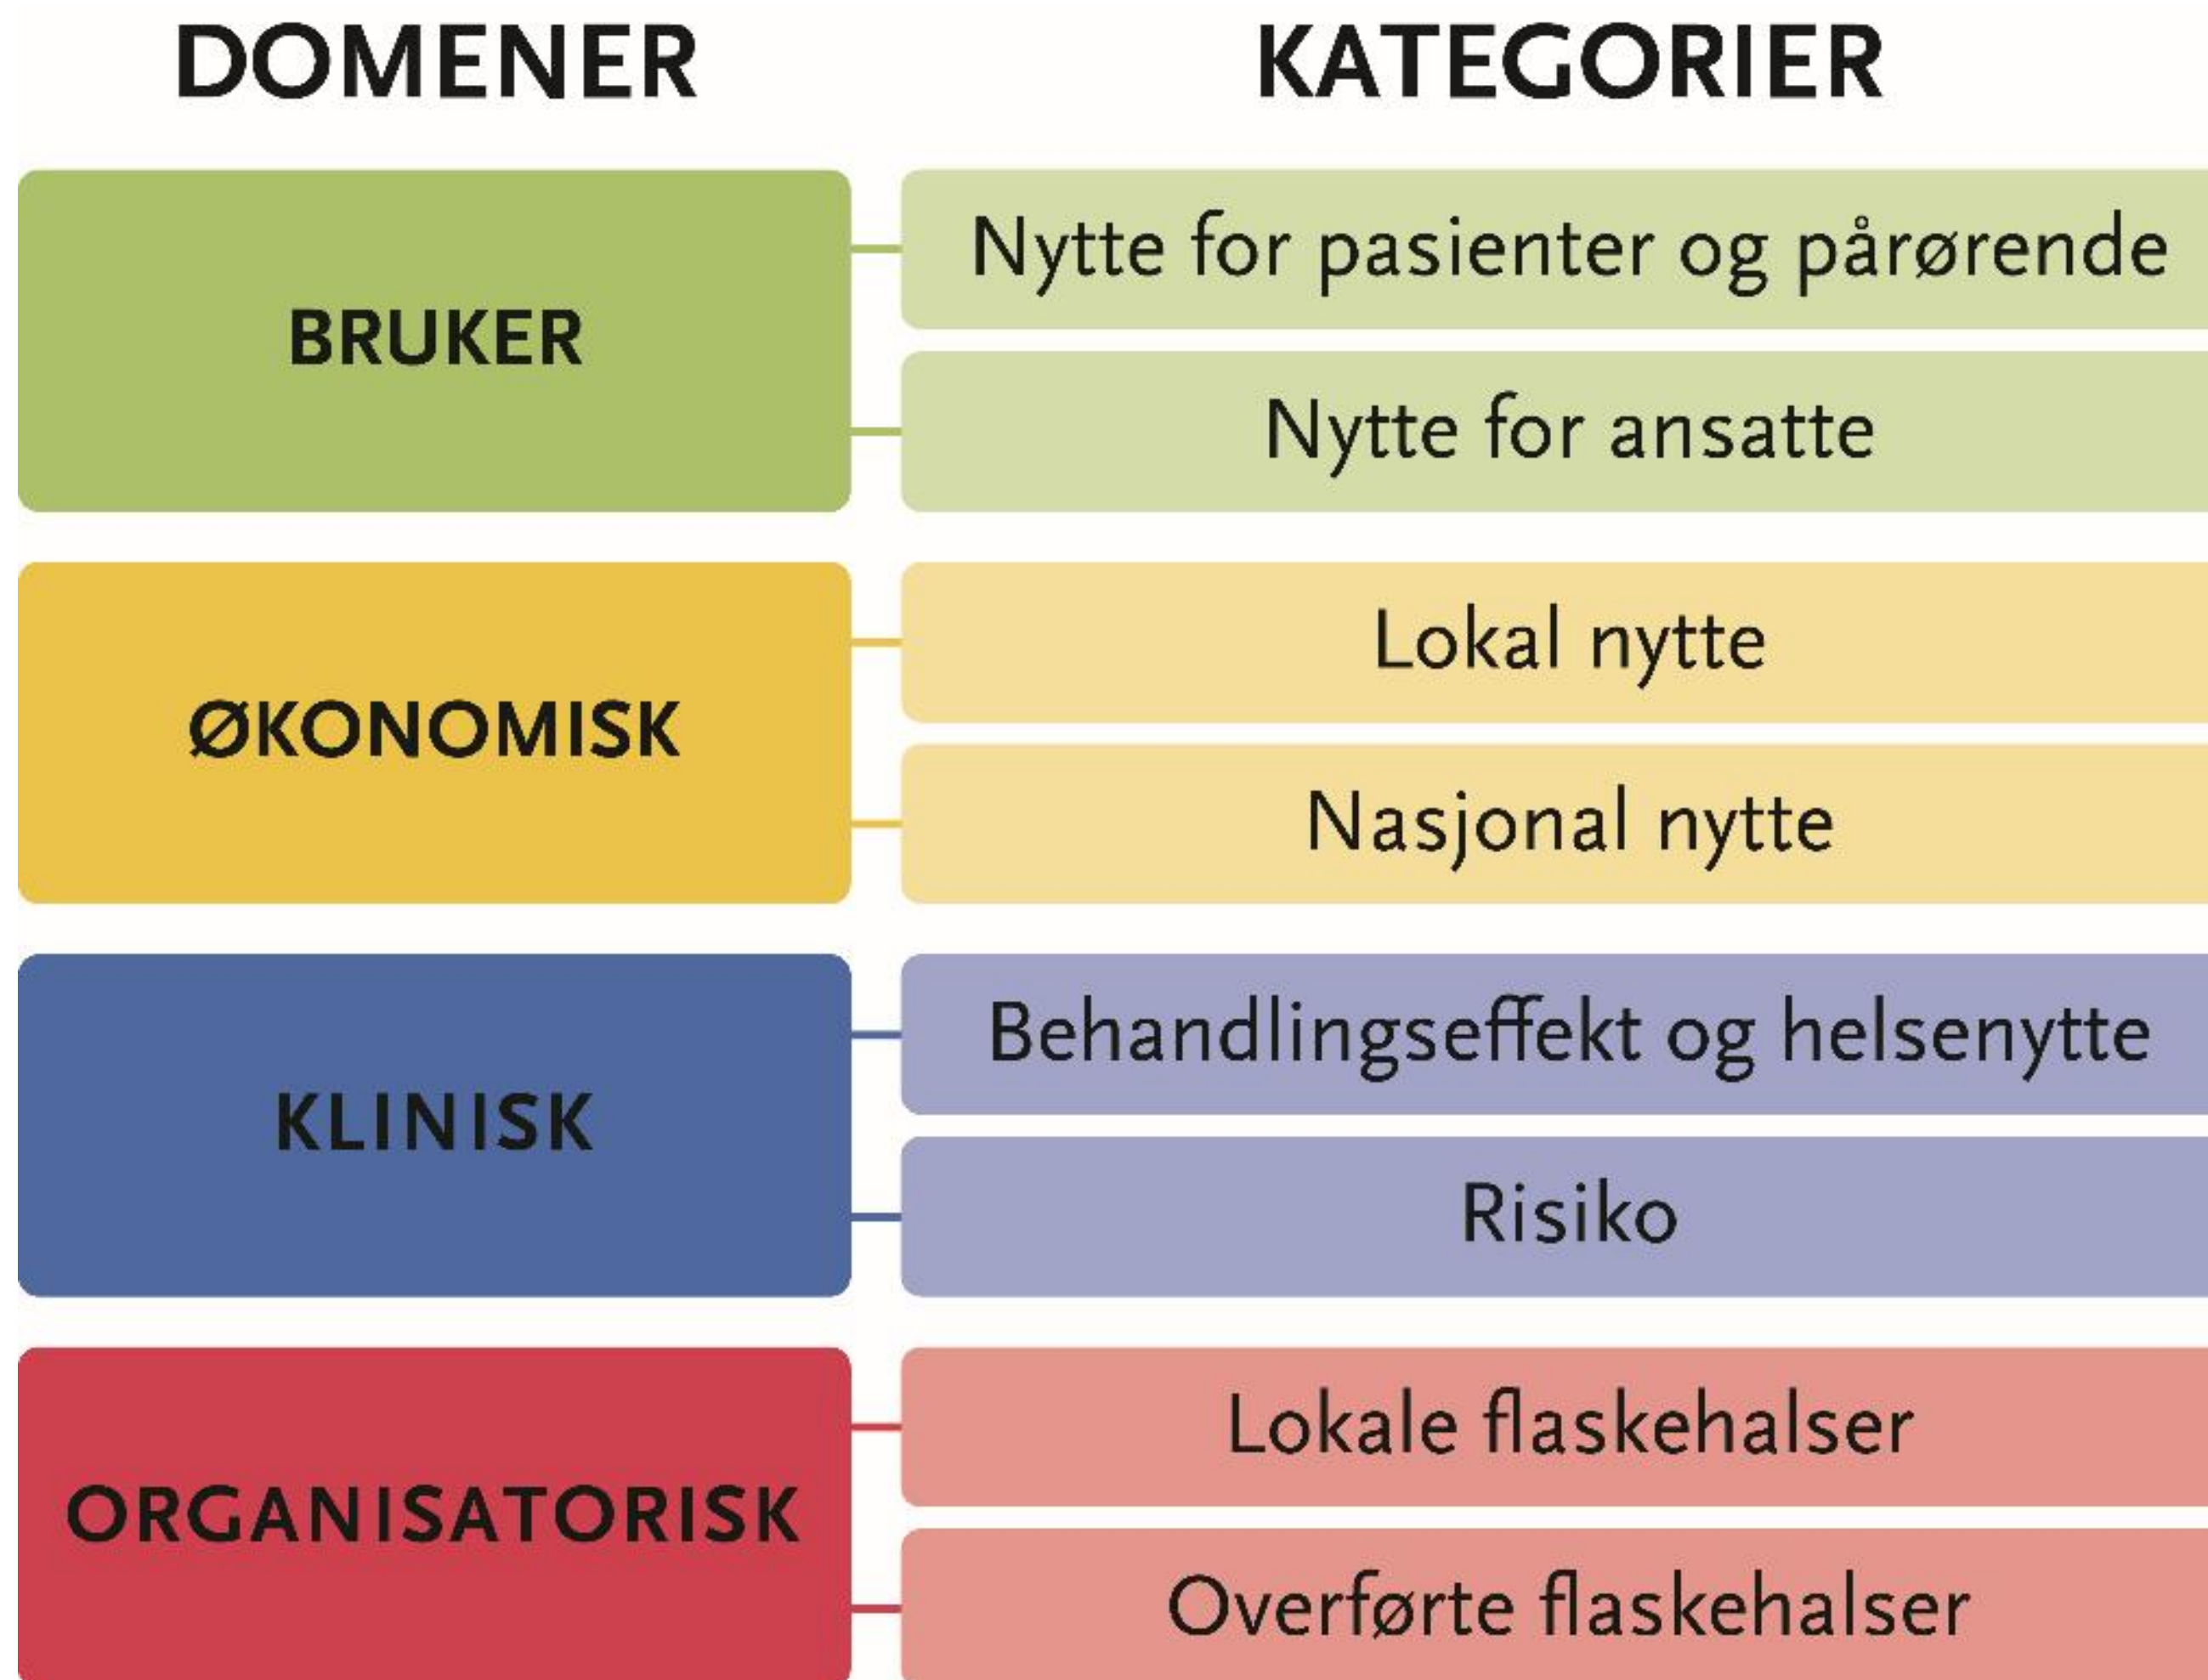 DOMENER
KATEGORIER
BRUKER
Nytte for pasienter og pårørende
Nytte for ansatte
ØKONOMISK
Lokal nytte
Nasjonal nytte
KLINISK
Behandlingseffekt og helsenytte
Risiko
ORGANISATORISK
Lokale flaskehalser
Overførte flaskehalser